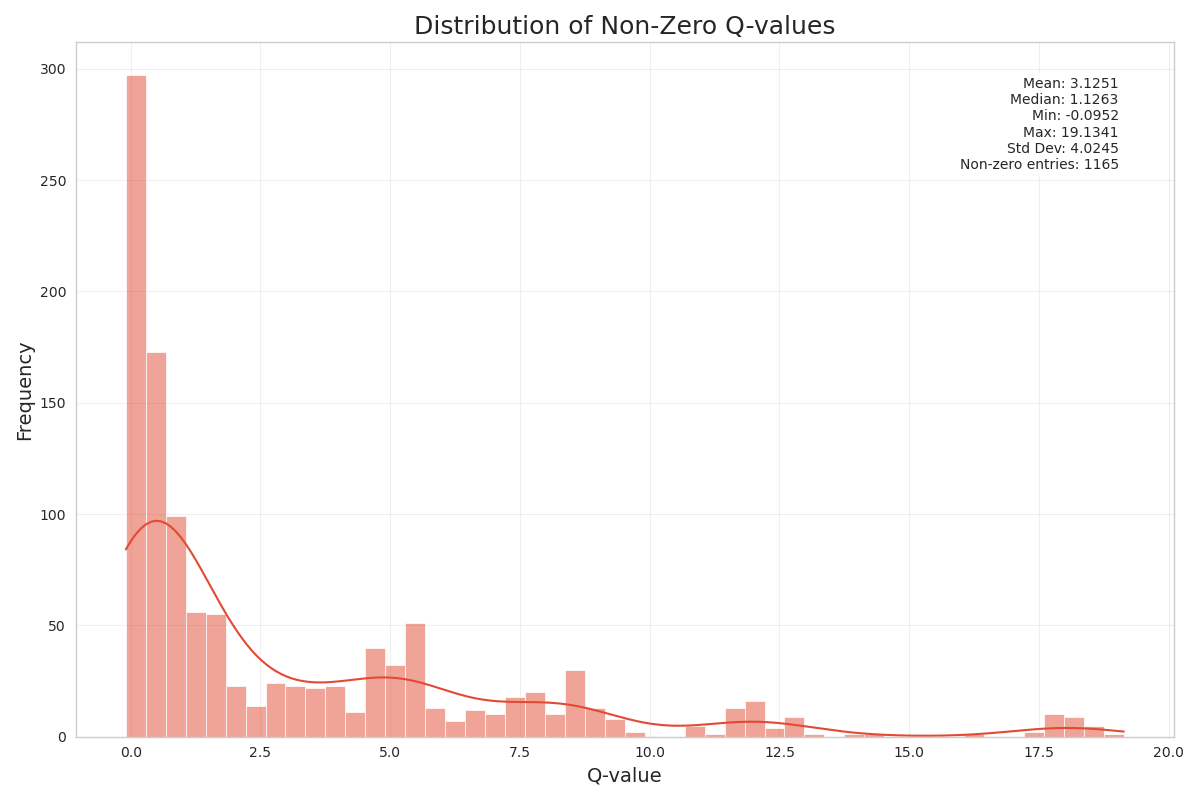 Distribution of Non-Zero Q-values
Mean: 3.1251
Median: 1.1263
Min: -0.0952
Max: 19.1341
Std Dev: 4.0245
Non-zero entries: 1165
Frequency
300
250
200
150
100
50
0
0.0 2.5 5.0 7.5 10.0 12.5 15.0 17.5 20.0
Q-value